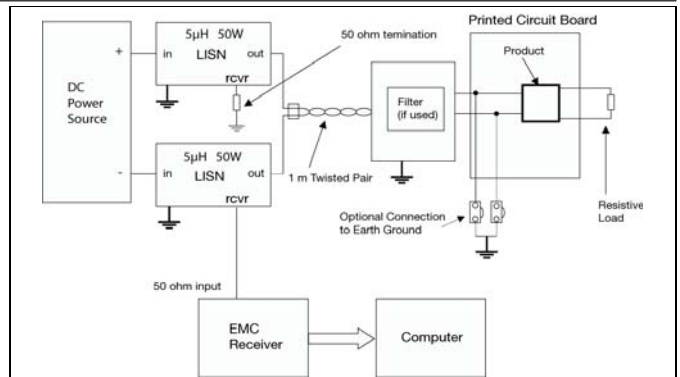 Printed Circuit Board
5µH 50W
LISN
in
out
rcvr
50 ohm temination
Product
+
DC
Power
Source
-
Filter
(if used)
5µH 50W
LISN
in
out
rcvr
1 m Twisted Pair
Optional Connection
to Earth Ground
Resistive
Load
50 ohm input
EMC
Receiver
Computer